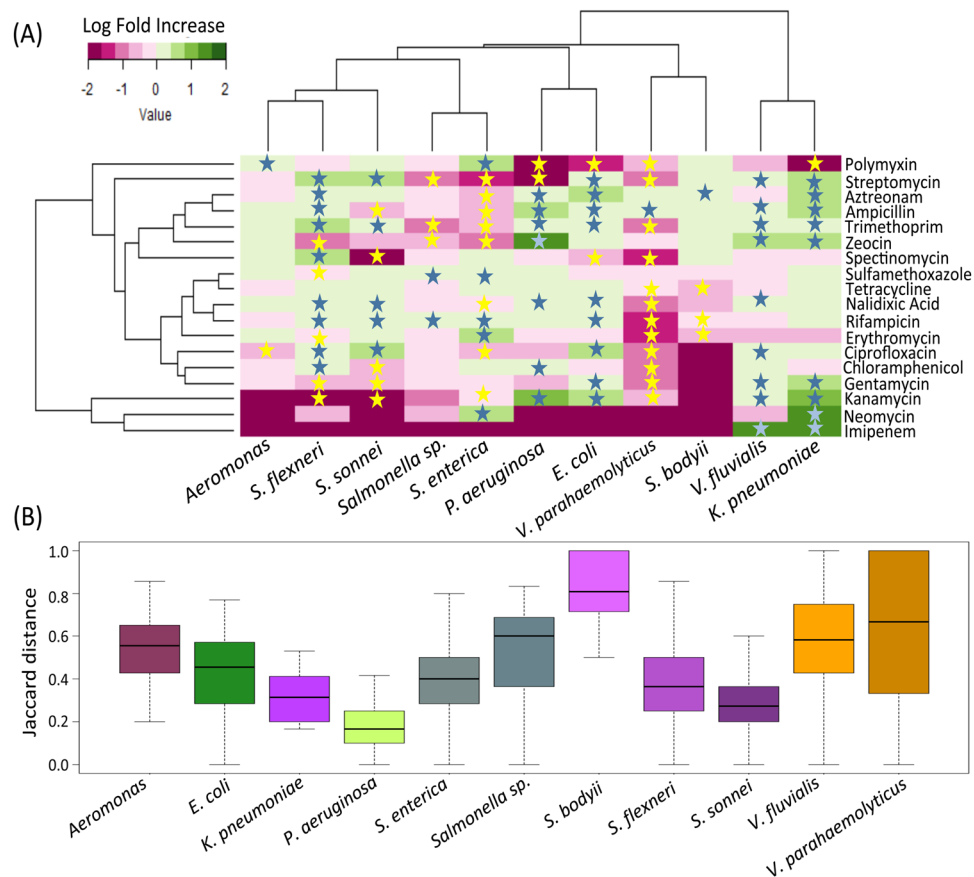 (A)
Log Fold Increase
-2 -1 0 1 2
Value
Polymyxin
Streptomycin
Aztreonam
Ampicillin
Trimethoprim
Zeocin
Spectinomycin
Sulfamethoxazole
Tetracycline
Nalidixic Acid
Rifampicin
Erythromycin
Ciprofloxacin
Chloramphenicol
Gentamycin
Kanamycin
Neomycin
Imipenem
Aeromonas
S. flexneri
S. sonnei
Salmonella sp.
S. enterica
P. aeruginosa
E. coli
V. parahaemolyticus
S. bodyii
V. fluvialis
K. pneumoniae
(B)
Jaccard distance
1.0
0.8
0.6
0.4
0.2
0.0
Aeromonas
E. coli
K. pneumoniae
P. aeruginosa
S. enterica
Salmonella sp.
S. bodyii
S. flexneri
S. sonnei
V. fluvialis
V. parahaemolyticus